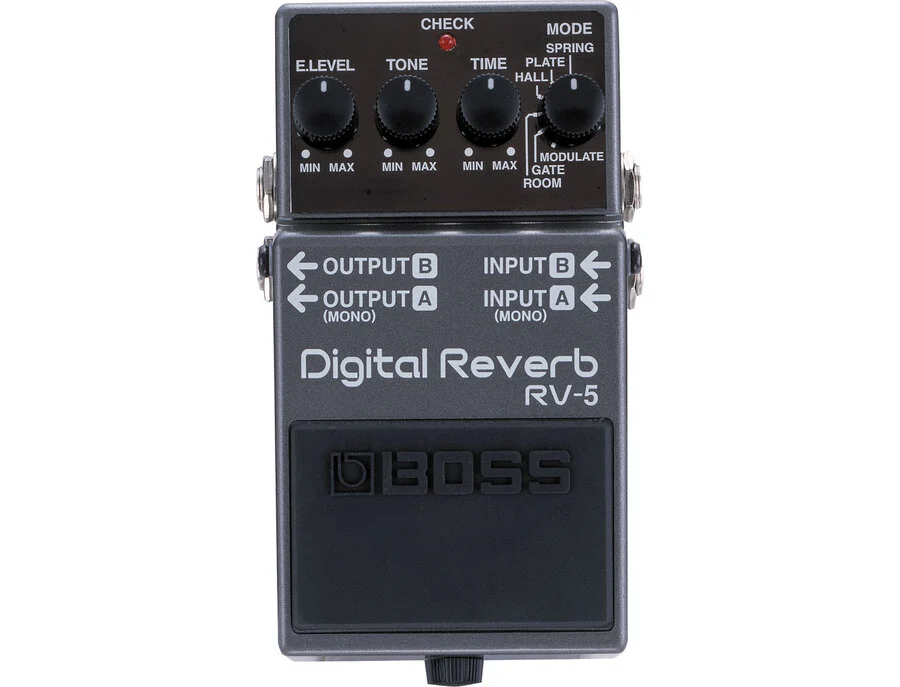 CHECK
MODE
SPRING
PLATE
HALL
E.LEVEL
TONE
TIME
MIN MAX
MIN MAX
MIN MAX
MODULATE
GATE
ROOM
OUTPUT B
INPUT B
OUTPUT A
(MONO)
INPUT A
(MONO)
Digital Reverb
RV-5
BOSS